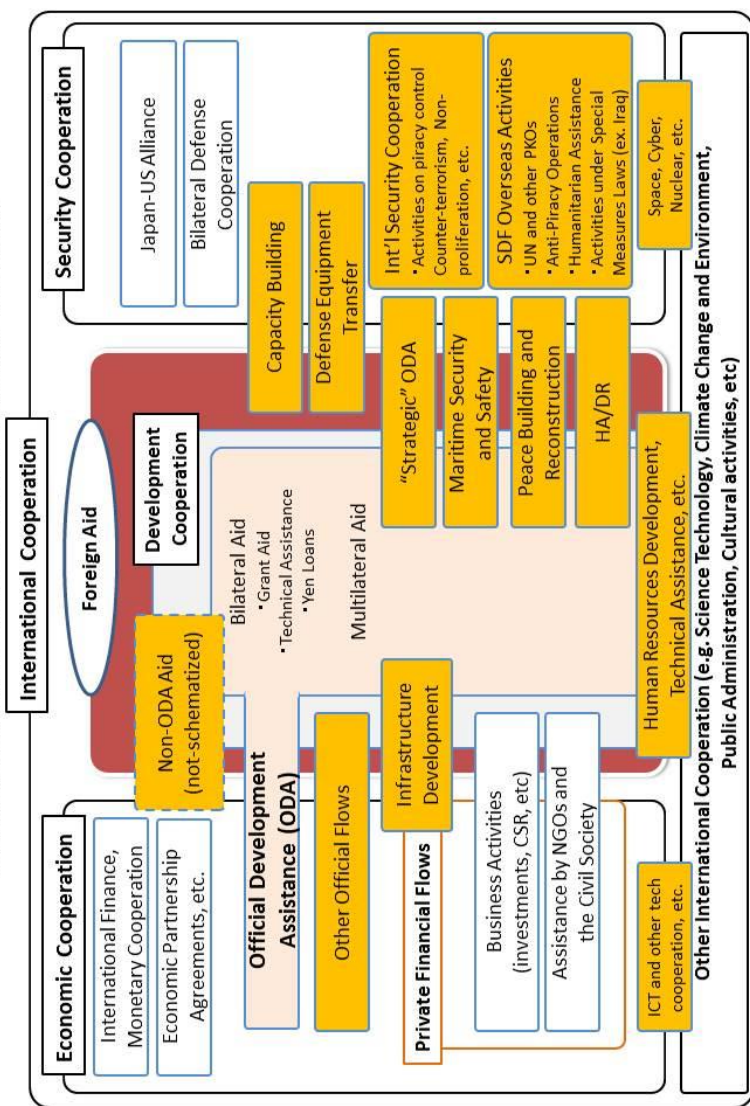 International Cooperation
Economic Cooperation
International Finance,
Monetary Cooperation
Economic Partnership
Agreements, etc.
Official Development
Assistance (ODA)
Other Official Flows
Private Financial Flows
Infrastructure
Development
Business Activities
(investments, CSR, etc)
Assistance by NGOs and
the Civil Society
ICT and other tech
cooperation, etc.
Foreign Aid
Non-ODA Aid
(not-schematized)
Development
Cooperation
Bilateral Aid
・Grant Aid
・Technical Assistance
・Yen Loans
Multilateral Aid
"Strategic" ODA
Maritime Security
and Safety
Peace Building and
Reconstruction
HA/DR
Human Resources Development,
Technical Assistance, etc.
Security Cooperation
Japan-US Alliance
Bilateral Defense
Cooperation
Capacity Building
Defense Equipment
Transfer
Int'l Security Cooperation
・Activities on piracy control
Counter-terrorism, Non-
proliferation, etc.
SDF Overseas Activities
・UN and other PKOs
・Anti-Piracy Operations
・Humanitarian Assistance
・Activities under Special
Measures Laws (ex. Iraq)
Space, Cyber,
Nuclear, etc.
Other International Cooperation (e.g. Science Technology, Climate Change and Environment,
Public Administration, Cultural activities, etc)